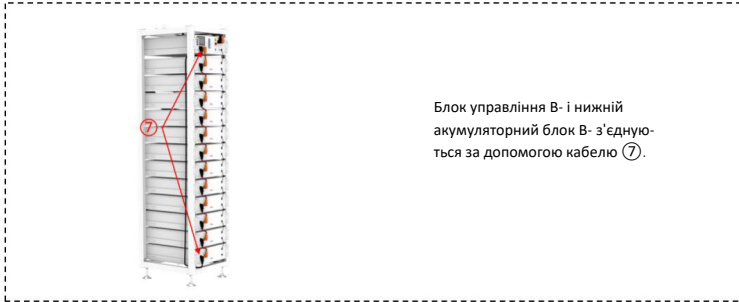 ⑦
Блок управління B- і нижній
акумуляторний блок B- з'єдную-
ться за допомогою кабелю ⑦.